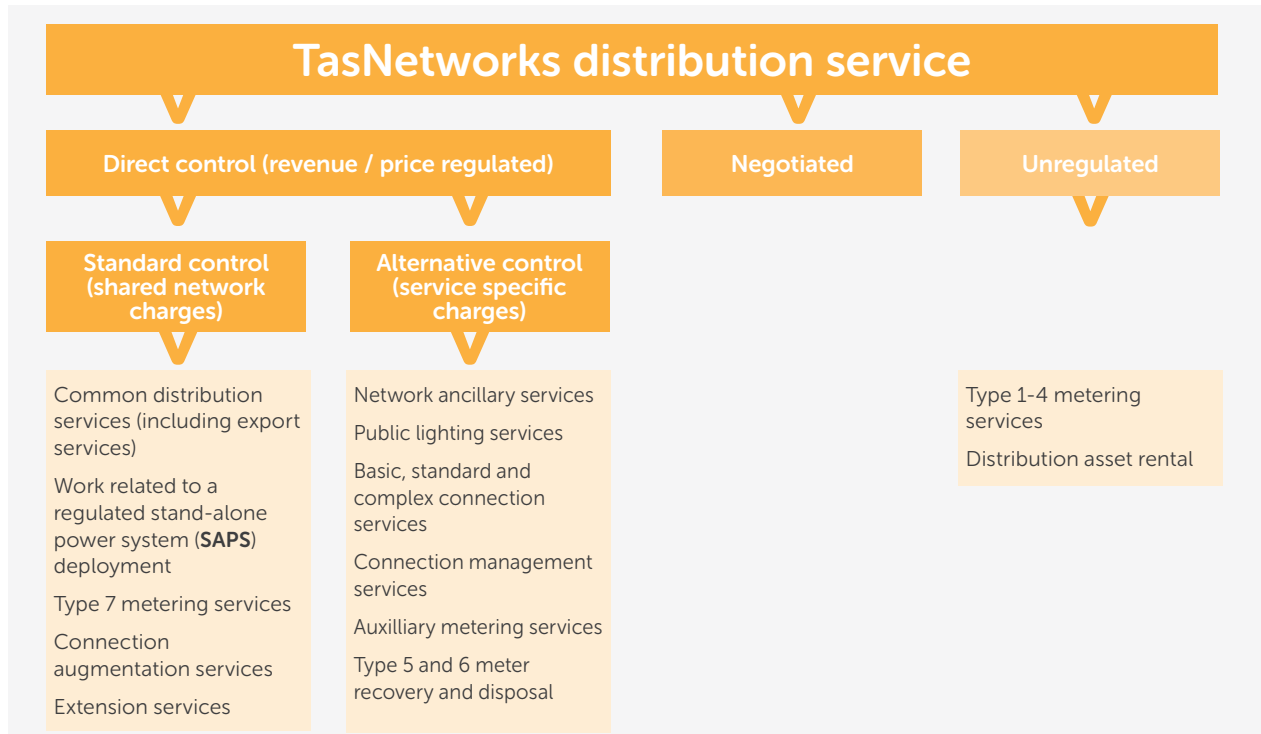 TasNetworks distribution service
Direct control (revenue / price regulated)
Negotiated
Unregulated
Standard control
(shared network
charges)
Alternative control
(service specific
charges)
Common distribution
services (including export
services)
Work related to a
regulated stand-alone
power system (SAPS)
deployment
Type 7 metering services
Connection
augmentation services
Extension services
Network ancillary services
Public lighting services
Basic, standard and
complex connection
services
Connection management
services
Auxilliary metering services
Type 5 and 6 meter
recovery and disposal
Type 1-4 metering
services
Distribution asset rental